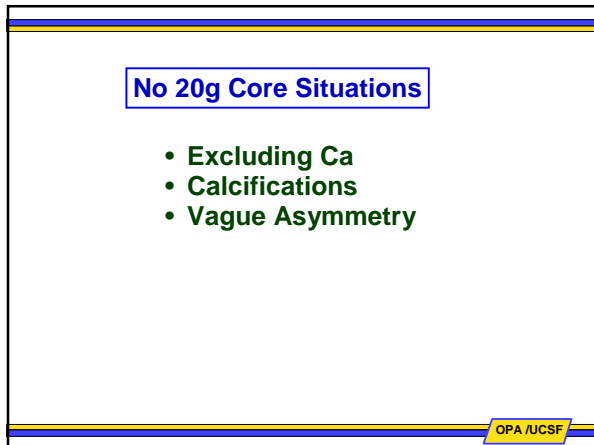 No 20g Core Situations
• Excluding Ca
• Calcifications
• Vague Asymmetry
OPA /UCSF